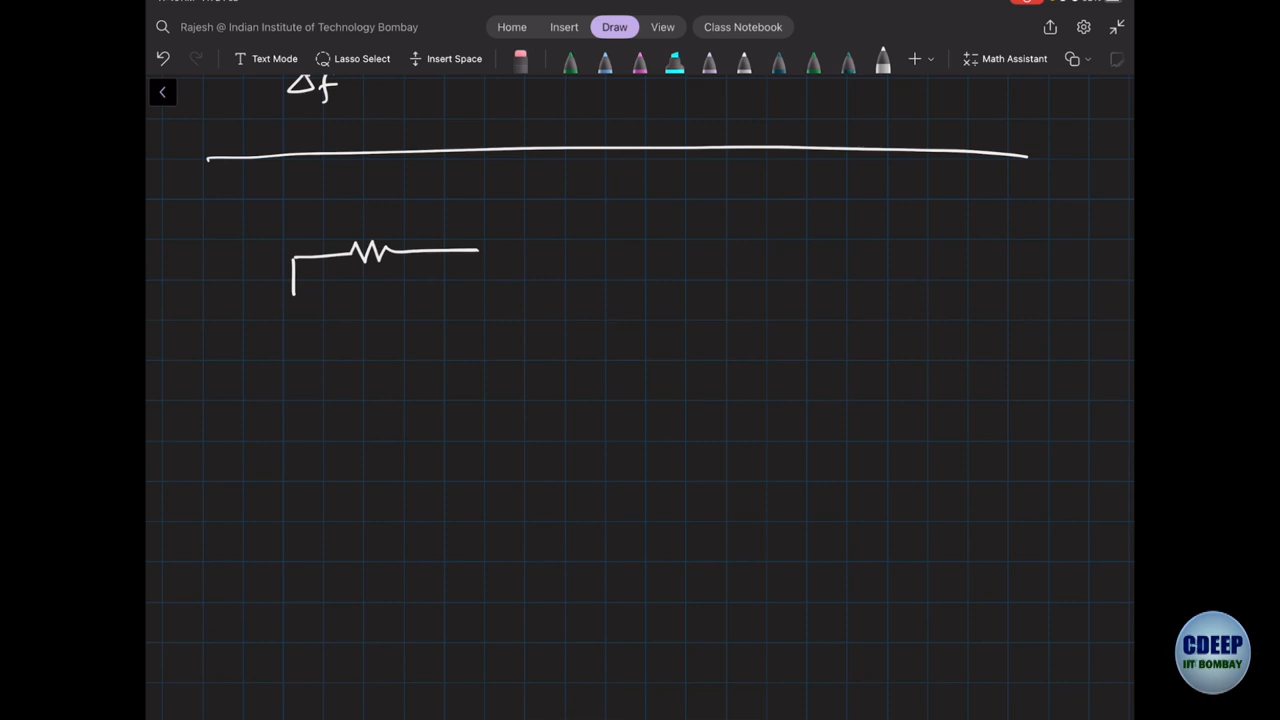 Rajesh @ Indian Institute of Technology Bombay
Home Insert Draw View Class Notebook
Text Mode Lasso Select Insert Space Math Assistant
Δf
CDEEP
IIT BOMBAY